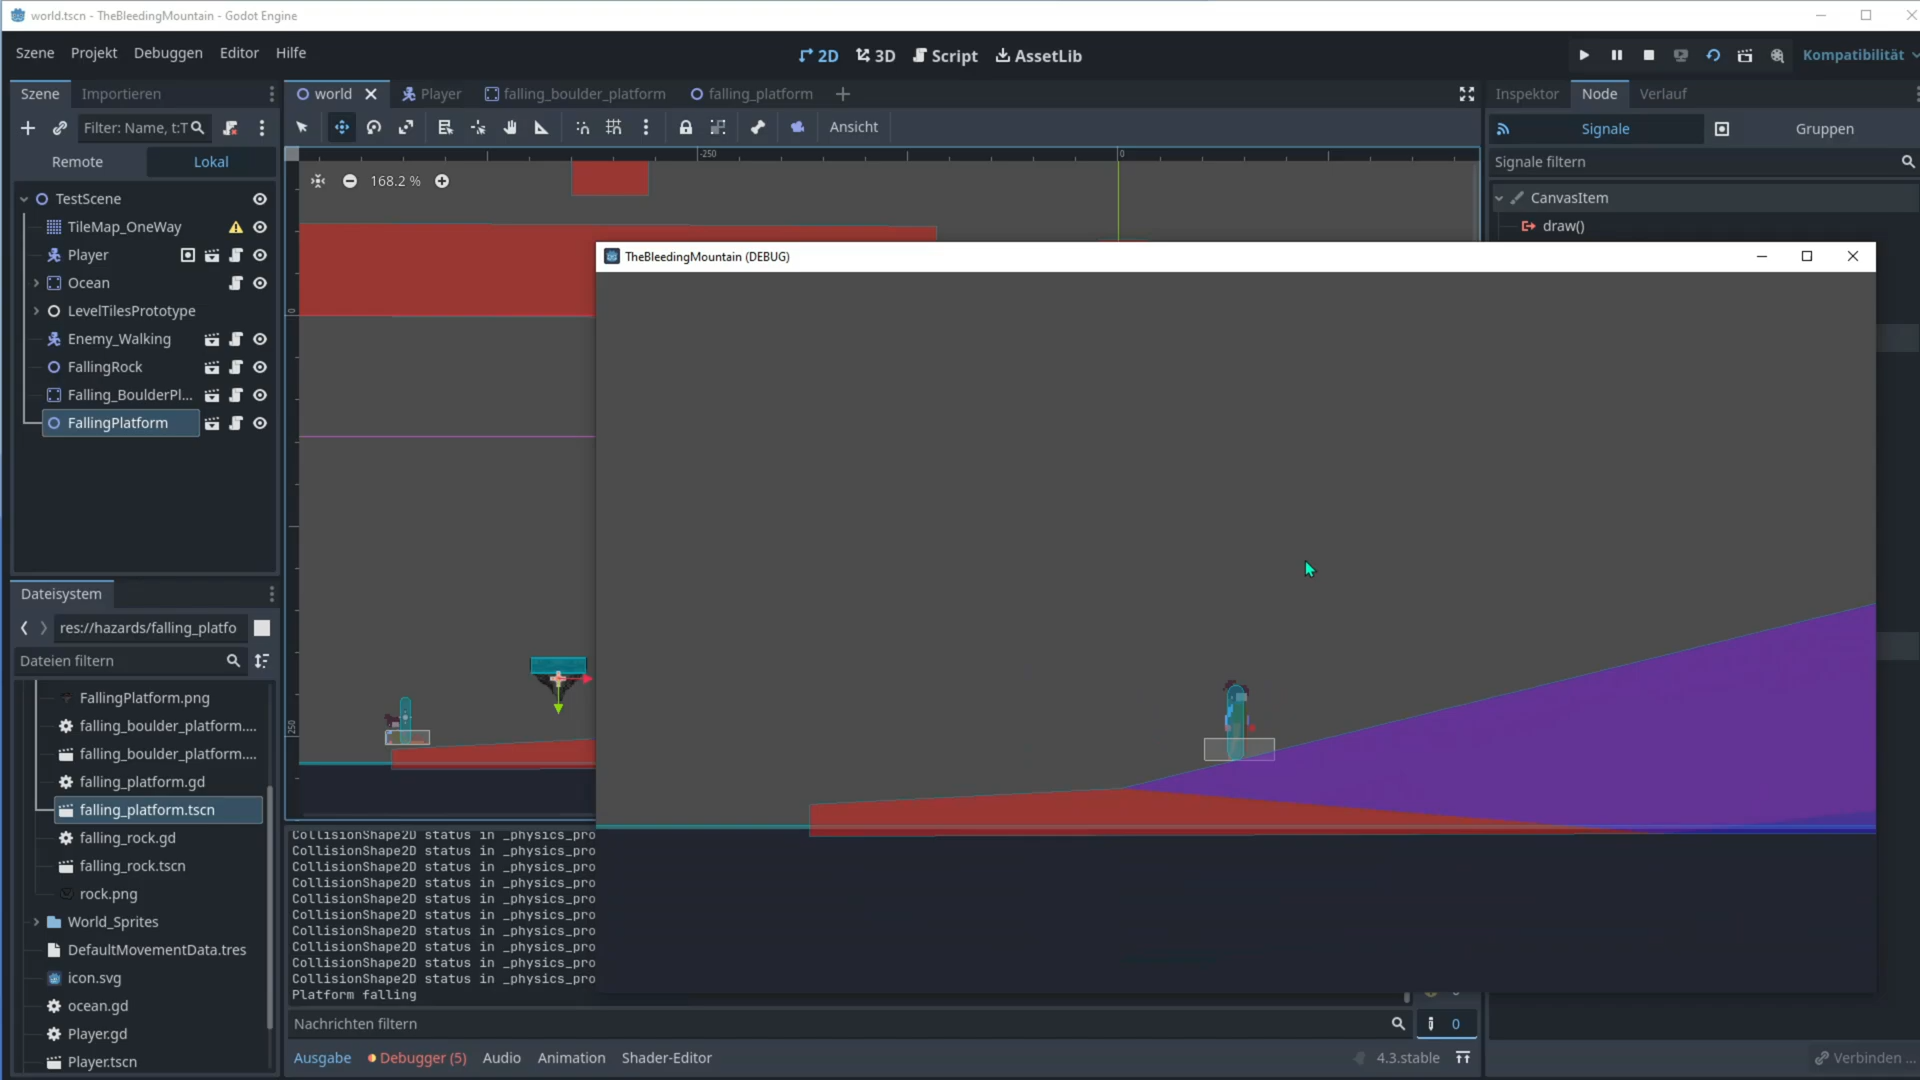 world.tscn - TheBleedingMountain - Godot Engine
Szene Projekt Debuggen Editor Hilfe
2D 3D Script AssetLib
Kompatibilität
Szene Importieren
world Player falling_boulder_platform falling_platform
Inspektor Node Verlauf
Filter: Name, t:T
Ansicht
Signale Gruppen
Remote Lokal
-250 0
Signale filtern
168.2 %
TestScene
CanvasItem
TileMap_OneWay
draw()
Player
TheBleedingMountain (DEBUG)
Ocean
LevelTilesPrototype
0
Enemy_Walking
FallingRock
Falling_BoulderPl...
FallingPlatform
Dateisystem
res://hazards/falling_platfo
Dateien filtern
FallingPlatform.png
falling_boulder_platform....
250
falling_boulder_platform....
falling_platform.gd
falling_platform.tscn
falling_rock.gd
falling_rock.tscn
rock.png
World_Sprites
DefaultMovementData.tres
icon.svg
ocean.gd
Player.gd
Player.tscn
CollisionShape2D status in _physics_pro
CollisionShape2D status in _physics_pro
CollisionShape2D status in _physics_pro
CollisionShape2D status in _physics_pro
CollisionShape2D status in _physics_pro
CollisionShape2D status in _physics_pro
CollisionShape2D status in _physics_pro
CollisionShape2D status in _physics_pro
CollisionShape2D status in _physics_pro
CollisionShape2D status in _physics_pro
Platform falling
Nachrichten filtern
0
Ausgabe Debugger (5) Audio Animation Shader-Editor
4.3.stable
Verbinden ...